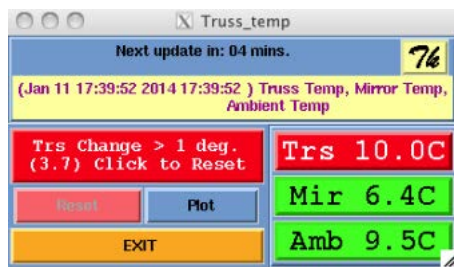 Truss_temp
Next update in: 04 mins.
7%
(Jan 11 17:39:52 2014 17:39:52 ) Truss Temp, Mirror Temp,
Ambient Temp
Trs Change > 1 deg.
(3.7) Click to Reset
Trs 10.0C
Reset
Plot
Mir 6.4C
EXIT
Amb 9.5C